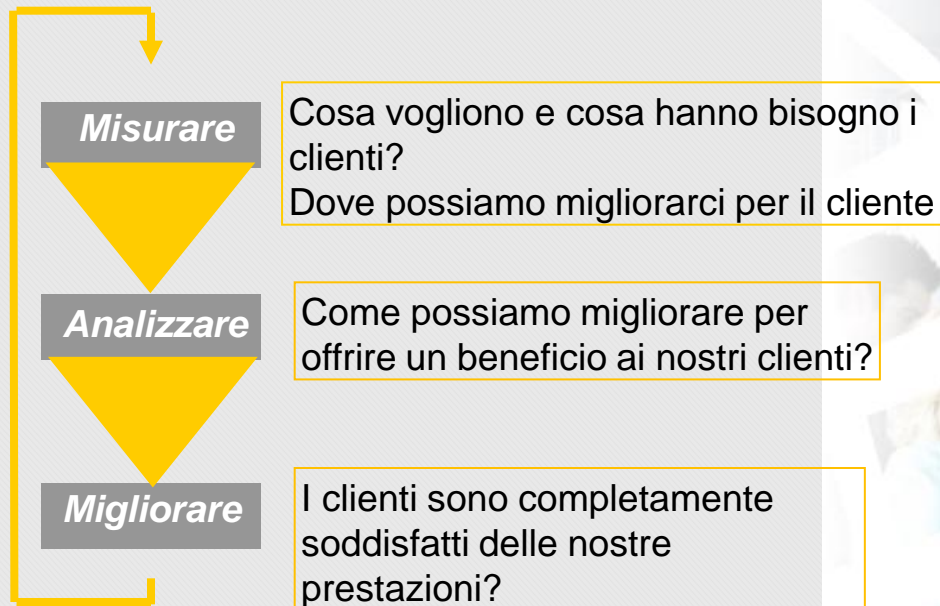 Misurare
Cosa vogliono e cosa hanno bisogno i
clienti?
Dove possiamo migliorarci per il cliente
Analizzare
Come possiamo migliorare per
offrire un beneficio ai nostri clienti?
Migliorare
I clienti sono completamente
soddisfatti delle nostre
prestazioni?